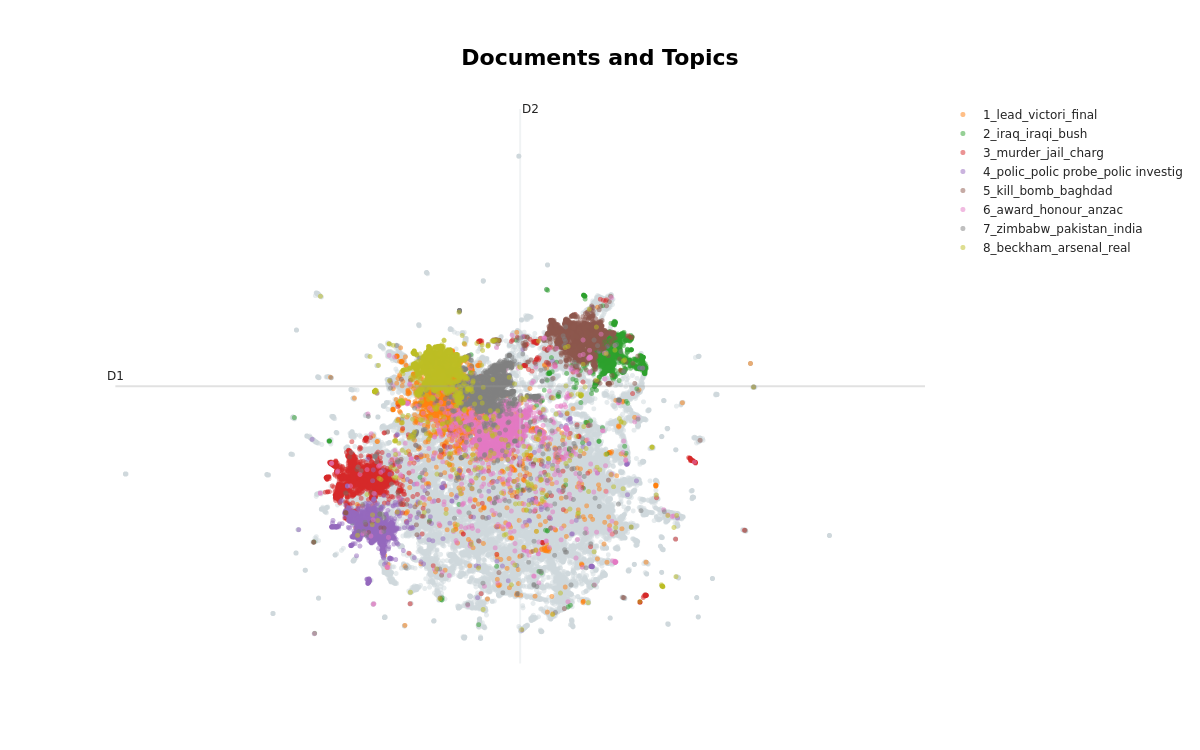 Documents and Topics
D2
D1
1_lead_victori_final
2_iraq_iraqi_bush
3_murder_jail_charg
4_polic_polic probe_polic investig
5_kill_bomb_baghdad
6_award_honour_anzac
7_zimbabw_pakistan_india
8_beckham_arsenal_real